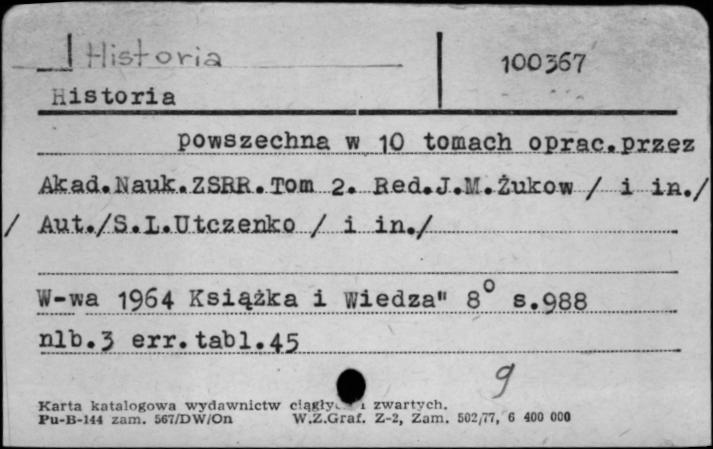 Historia
100367
Historia
powszechna w 10 tomach oprac.przez
Akad.Nauk.ZSRR.Tom 2. Red.J.M.Żukow / i in./
/ Aut./S.L.Utczenko / i in./
W-wa 1964 Książka i Wiedza" 8° s.988
nlb.3 err.tabl.45
9
Karta katalogowa wydawnictw i zwartych.
Pu-B-144 zam. 567/DW/On W.Z.Graf. Z-2, Zam. 502/77, 6 400 000